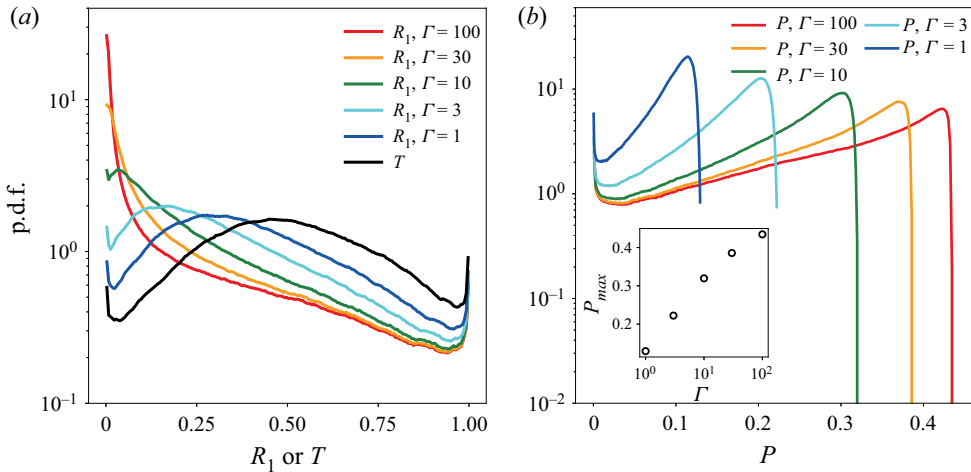 (a)
R1, Γ = 100
R1, Γ = 30
R1, Γ = 10
R1, Γ = 3
R1, Γ = 1
T
p.d.f.
10^1
10^0
10^–1
0 0.25 0.50 0.75 1.00
R1 or T
(b)
P, Γ = 100 P, Γ = 3
P, Γ = 30 P, Γ = 1
P, Γ = 10
10^1
10^0
10^–1
10^–2
0 0.1 0.2 0.3 0.4
P
Pmax
0.4
0.3
0.2
10^0 10^1 10^2
Γ